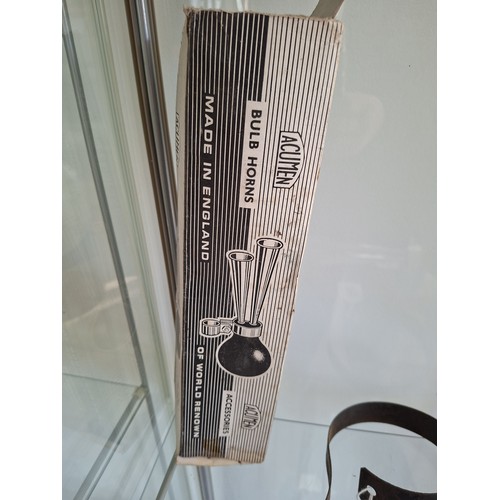 ACUMEN
BULB HORNS
MADE IN ENGLAND
ACUMEN
ACCESSORIES
OF WORLD RENOWN